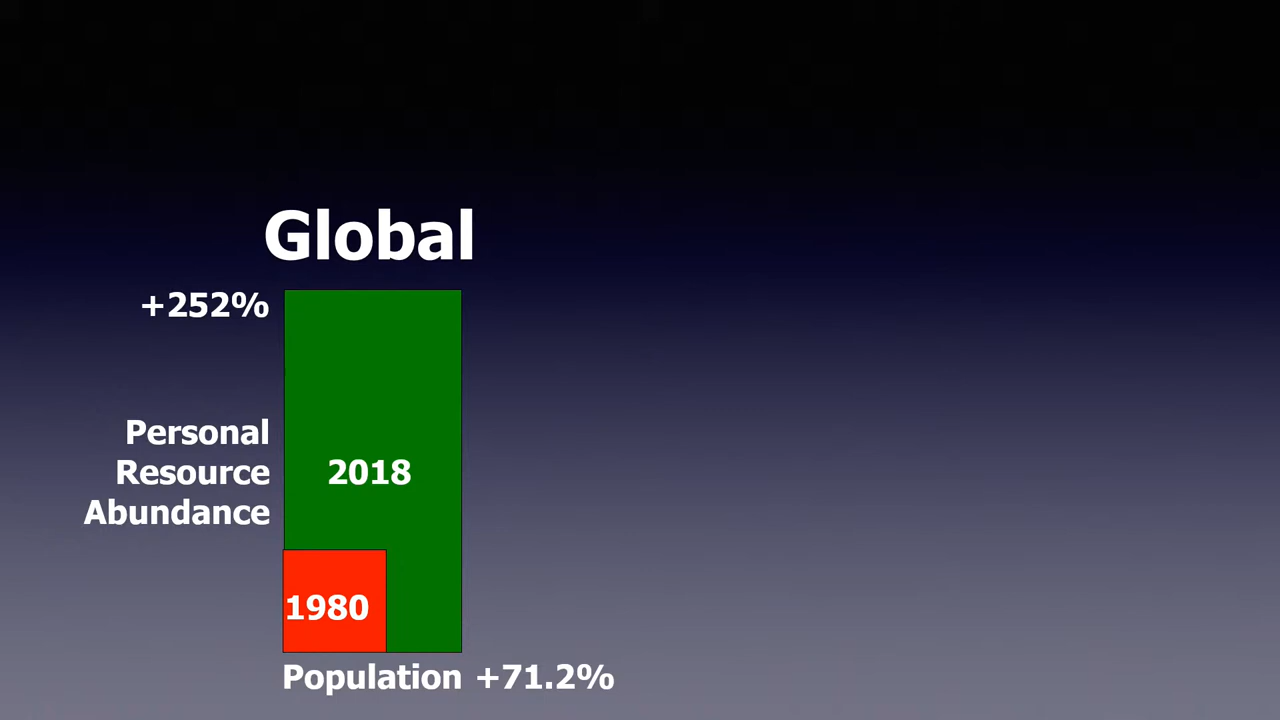 Global
+252%
Personal
Resource
Abundance
2018
1980
Population +71.2%